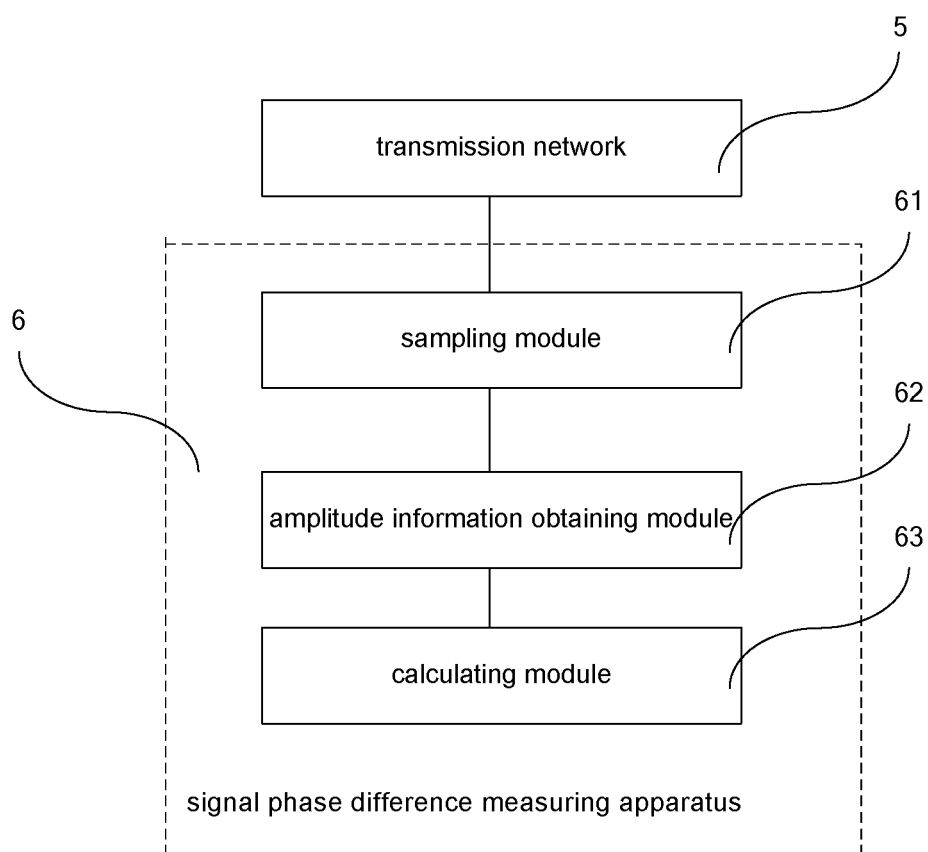 5
transmission network
61
sampling module
6
62
amplitude information obtaining module
63
calculating module
signal phase difference measuring apparatus